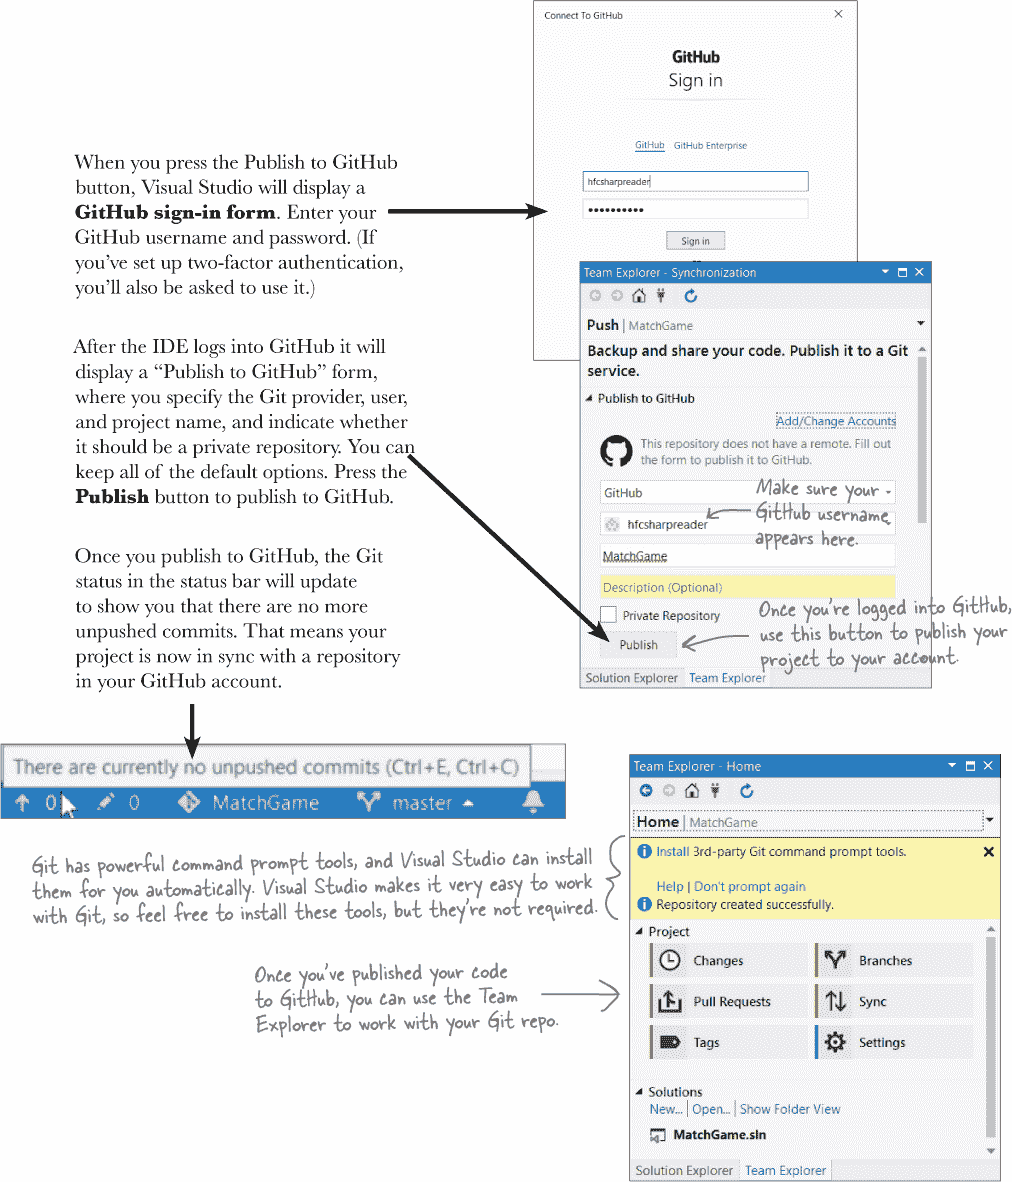 Connect To GitHub
GitHub
Sign in
GitHub GitHub Enterprise
hfcsharpreader
Sign in
When you press the Publish to GitHub
button, Visual Studio will display a
GitHub sign-in form. Enter your
GitHub username and password. (If
you've set up two-factor authentication,
you'll also be asked to use it.)
After the IDE logs into GitHub it will
display a “Publish to GitHub” form,
where you specify the Git provider, user,
and project name, and indicate whether
it should be a private repository. You can
keep all of the default options. Press the
Publish button to publish to GitHub.
Once you publish to GitHub, the Git
status in the status bar will update
to show you that there are no more
unpushed commits. That means your
project is now in sync with a repository
in your GitHub account.
Team Explorer - Synchronization
Push | MatchGame
Backup and share your code. Publish it to a Git
service.
Publish to GitHub
Add/Change Accounts
This repository does not have a remote. Fill out
the form to publish it to GitHub.
GitHub
hfcsharpreader
MatchGame
Description (Optional)
Private Repository
Publish
Solution Explorer Team Explorer
Make sure your
GitHub username
appears here.
Once you're logged into GitHub,
use this button to publish your
project to your account.
There are currently no unpushed commits (Ctrl+E, Ctrl+C)
0 0 MatchGame master
Git has powerful command prompt tools, and Visual Studio can install
them for you automatically. Visual Studio makes it very easy to work
with Git, so feel free to install these tools, but they're not required.
Once you've published your code
to GitHub, you can use the Team
Explorer to work with your Git repo.
Team Explorer - Home
Home | MatchGame
Install 3rd-party Git command prompt tools.
Help | Don't prompt again
Repository created successfully.
Project
Changes Branches
Pull Requests Sync
Tags Settings
Solutions
New... | Open... | Show Folder View
MatchGame.sln
Solution Explorer Team Explorer